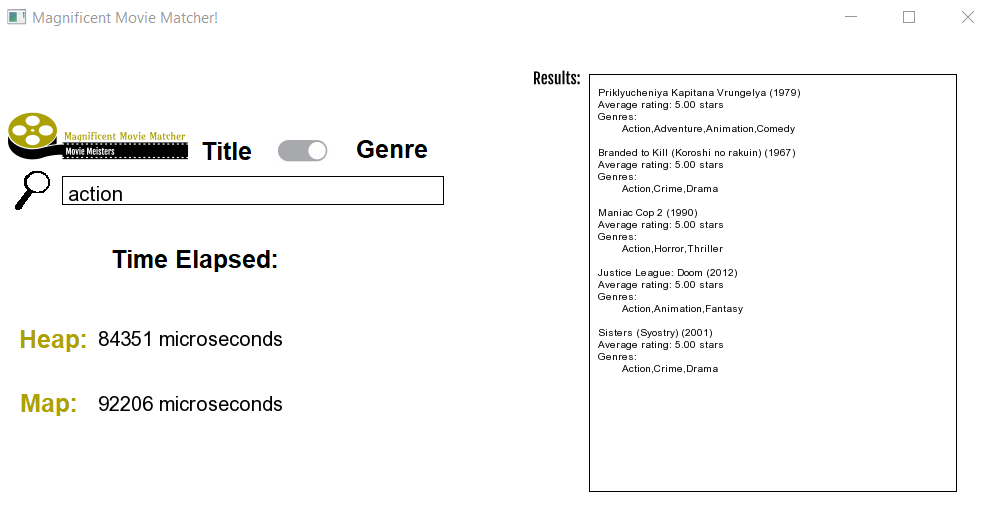 Magnificent Movie Matcher!
Magnificent Movie Matcher
Movie Meisters
Title
Genre
action
Time Elapsed:
Heap: 84351 microseconds
Map: 92206 microseconds
Results:
Priklyucheniya Kapitana Vrungelya (1979)
Average rating: 5.00 stars
Genres:
Action,Adventure,Animation,Comedy
Branded to Kill (Koroshi no rakuin) (1967)
Average rating: 5.00 stars
Genres:
Action,Crime,Drama
Maniac Cop 2 (1990)
Average rating: 5.00 stars
Genres:
Action,Horror,Thriller
Justice League: Doom (2012)
Average rating: 5.00 stars
Genres:
Action,Animation,Fantasy
Sisters (Syostry) (2001)
Average rating: 5.00 stars
Genres:
Action,Crime,Drama